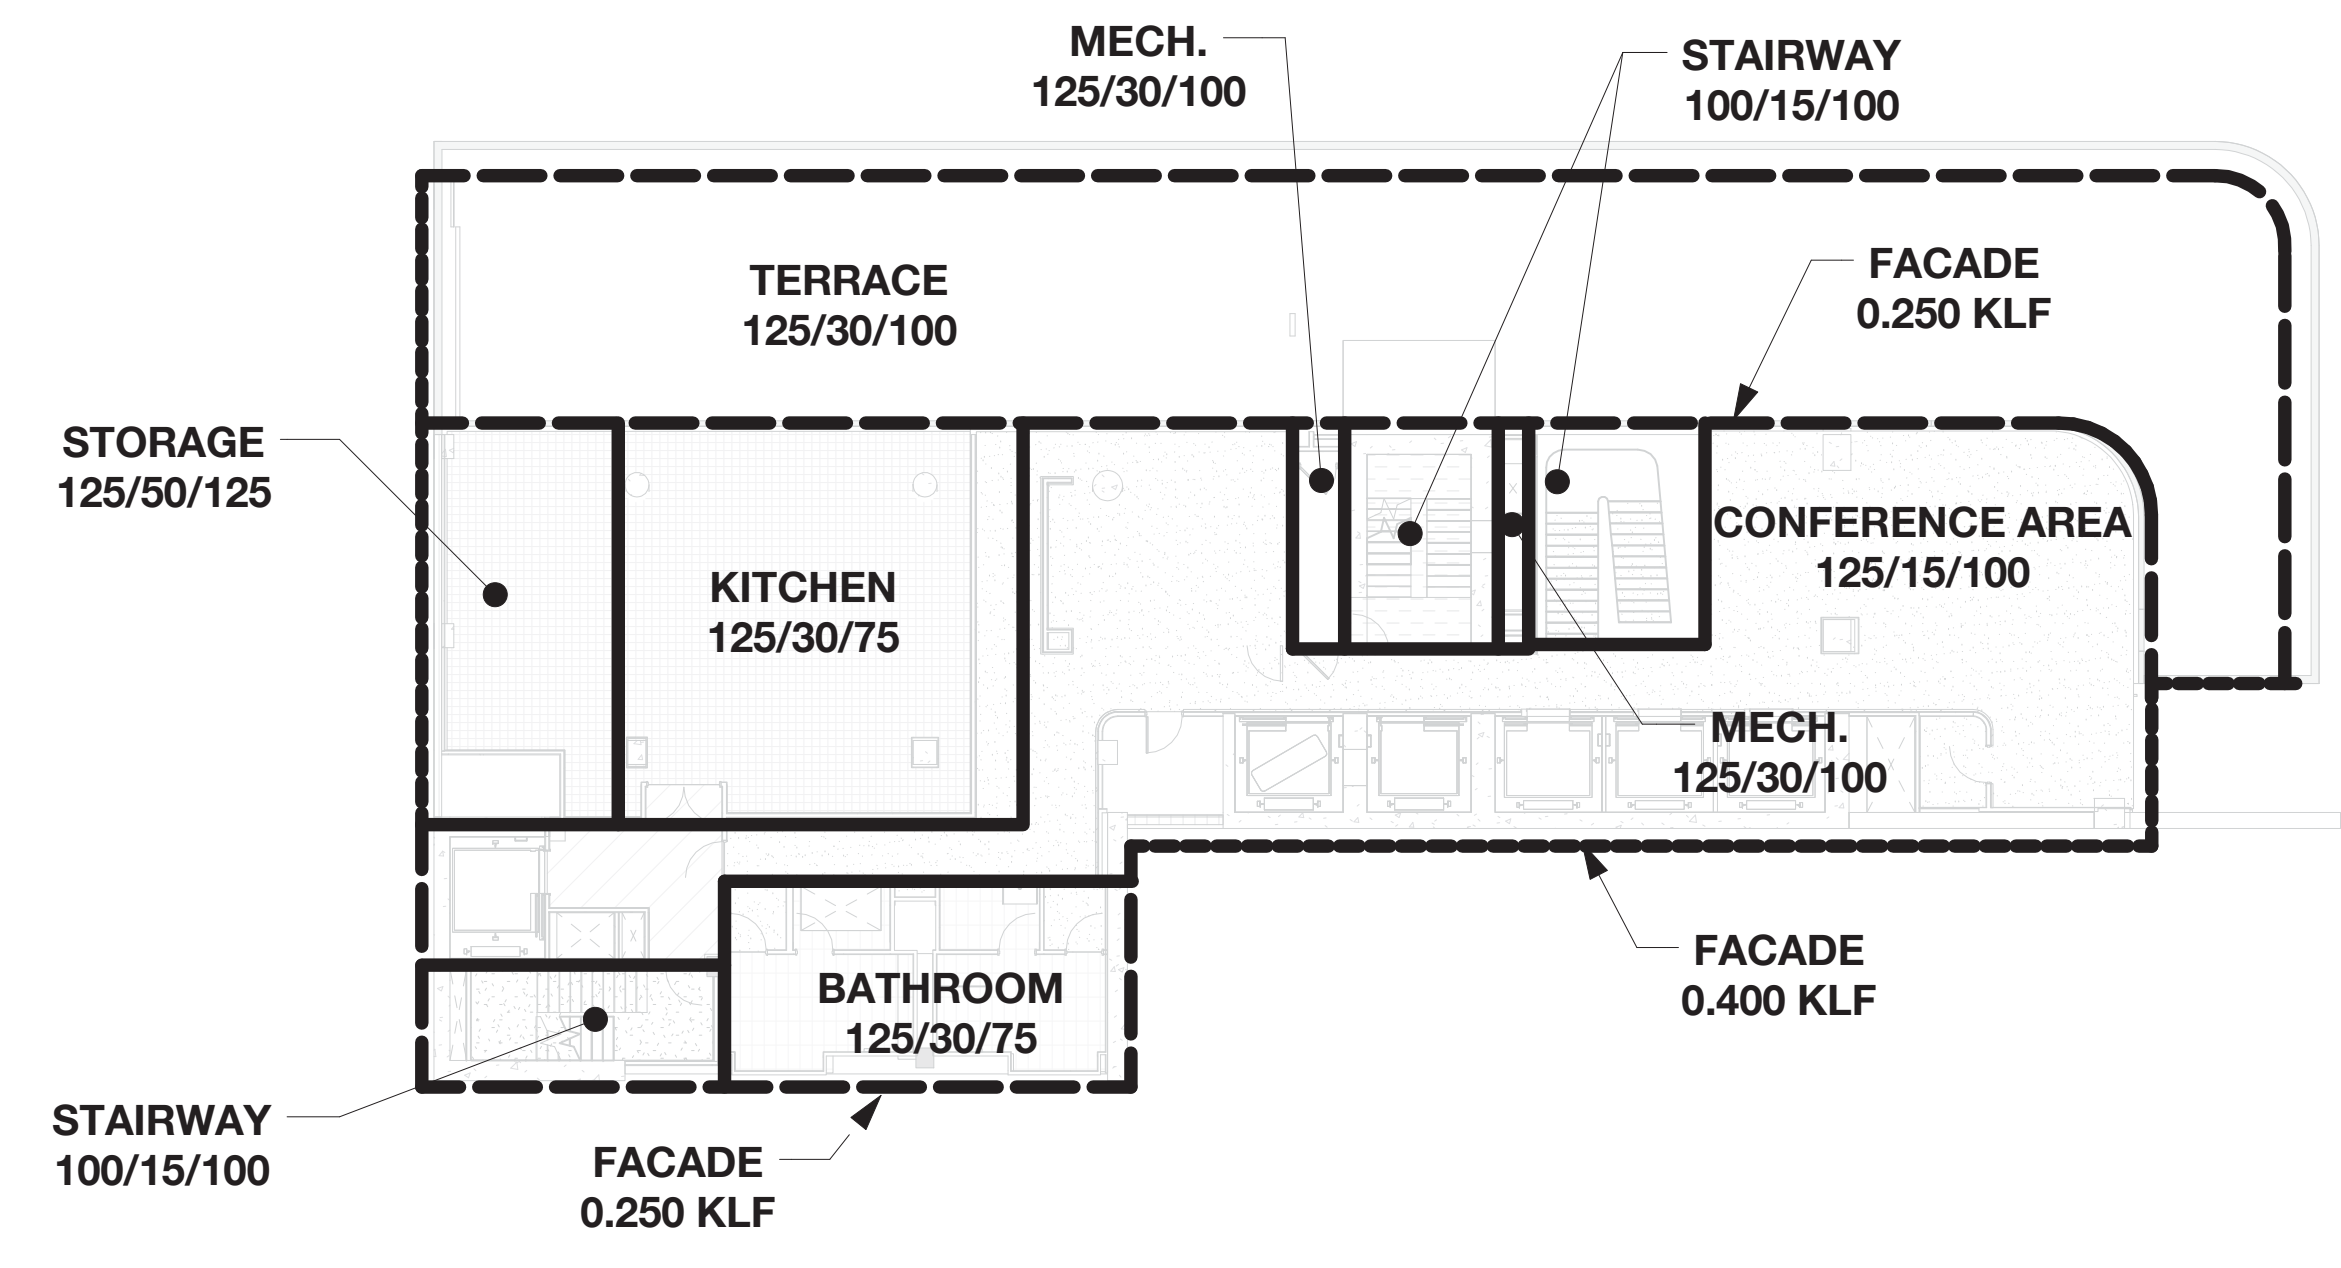 MECH.
125/30/100
STAIRWAY
100/15/100
TERRACE
125/30/100
FACADE
0.250 KLF
STORAGE
125/50/125
KITCHEN
125/30/75
CONFERENCE AREA
125/15/100
MECH.
125/30/100
BATHROOM
125/30/75
FACADE
0.400 KLF
STAIRWAY
100/15/100
FACADE
0.250 KLF